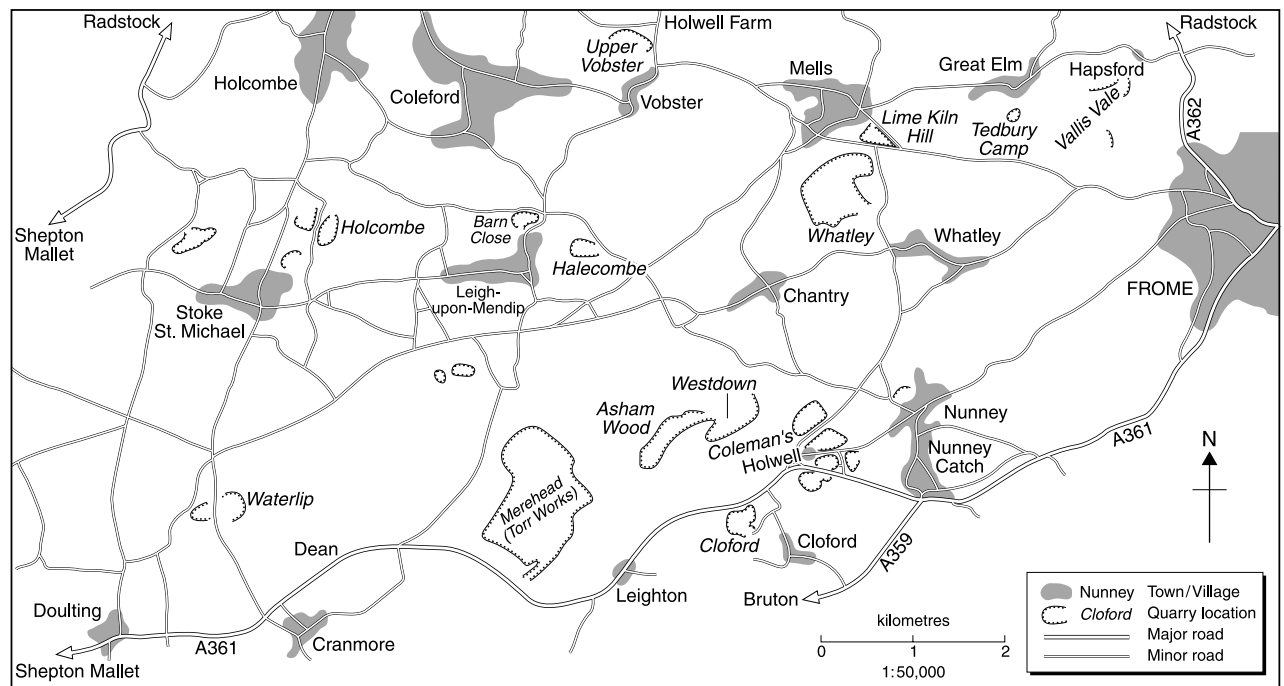 Radstock
Holwell Farm
Radstock
Upper
Vobster
Holcombe
Coleford
Vobster
Mells
Great Elm
Hapsford
Lime Kiln
Hill
Tedbury
Camp
Vallis Vale
A362
Shepton
Mallet
Holcombe
Barn
Close
Halecombe
Whatley
Whatley
Leigh-
upon-Mendip
Chantry
FROME
Stoke
St. Michael
Westdown
Asham
Wood
Coleman's
Holwell
Nunney
Nunney
Catch
A361
N
Waterlip
Merehead
(Torr Works)
Dean
Cloford
Cloford
A359
Leighton
Bruton
Doulting
A361
Cranmore
Shepton Mallet
kilometres
0 1 2
1:50,000
Nunney Town/Village
Cloford Quarry location
Major road
Minor road